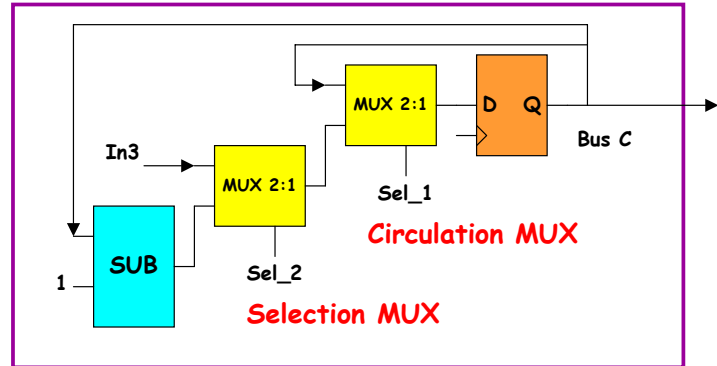 MUX 2:1
D Q
Bus C
In3
MUX 2:1
Sel_1
Circulation MUX
SUB
1
Sel_2
Selection MUX